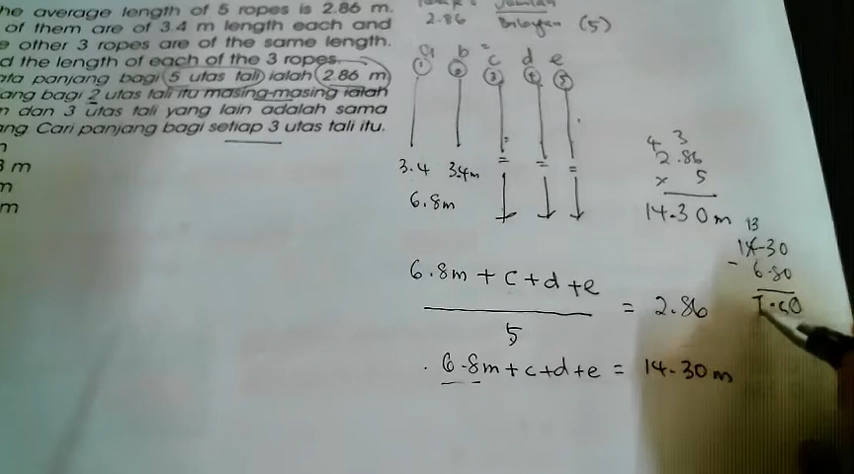 he average length of 5 ropes is 2.86 m.
of them are of 3.4 m length each and
e other 3 ropes are of the same length.
d the length of each of the 3 ropes.
ata panjang bagi 5 utas tali ialah 2.86 m
ang bagi 2 utas tali itu masing-masing ialah
n dan 3 utas tali yang lain adalah sama
ang. Cari panjang bagi setiap 3 utas tali itu.
m
m
2.86
Bilangan (5)
a b c d e
1 2 3 4 5
3.4 3.4m = = =
6.8m
4 3
2.86
x 5
14.30 m
13
14.30
- 6.80
7.50
6.8m + c + d + e
= 2.86
5
6.8m + c + d + e = 14.30 m